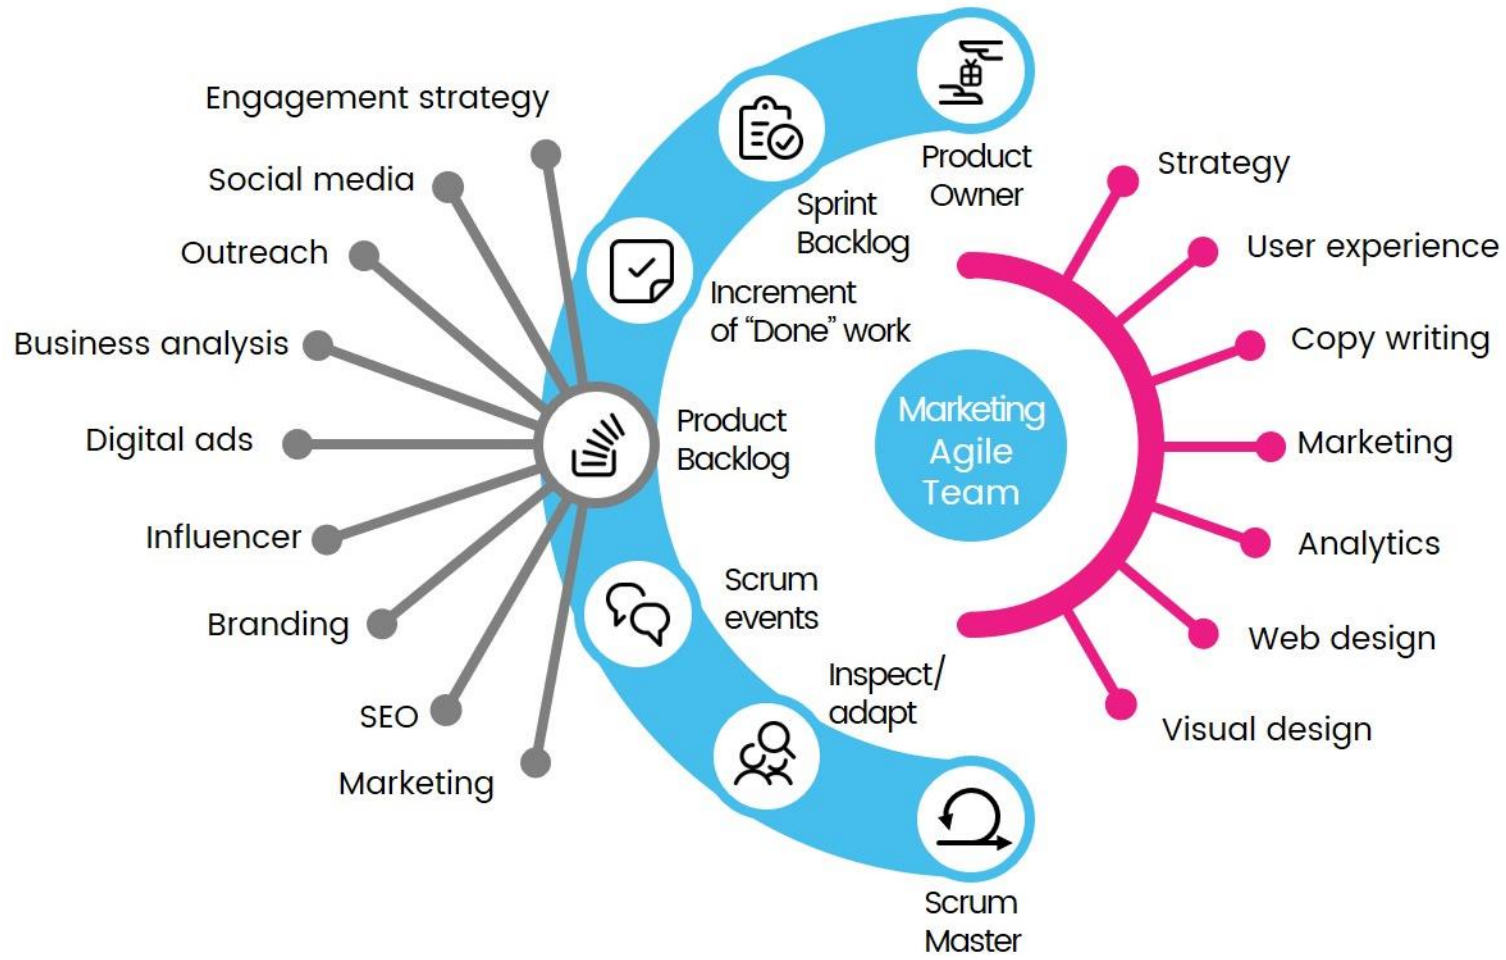 Engagement strategy
Social media
Outreach
Business analysis
Digital ads
Influencer
Branding
SEO
Marketing
Product
Owner
Sprint
Backlog
Increment
of “Done” work
Product
Backlog
Scrum
events
Inspect/
adapt
Scrum
Master
Marketing
Agile
Team
Strategy
User experience
Copy writing
Marketing
Analytics
Web design
Visual design